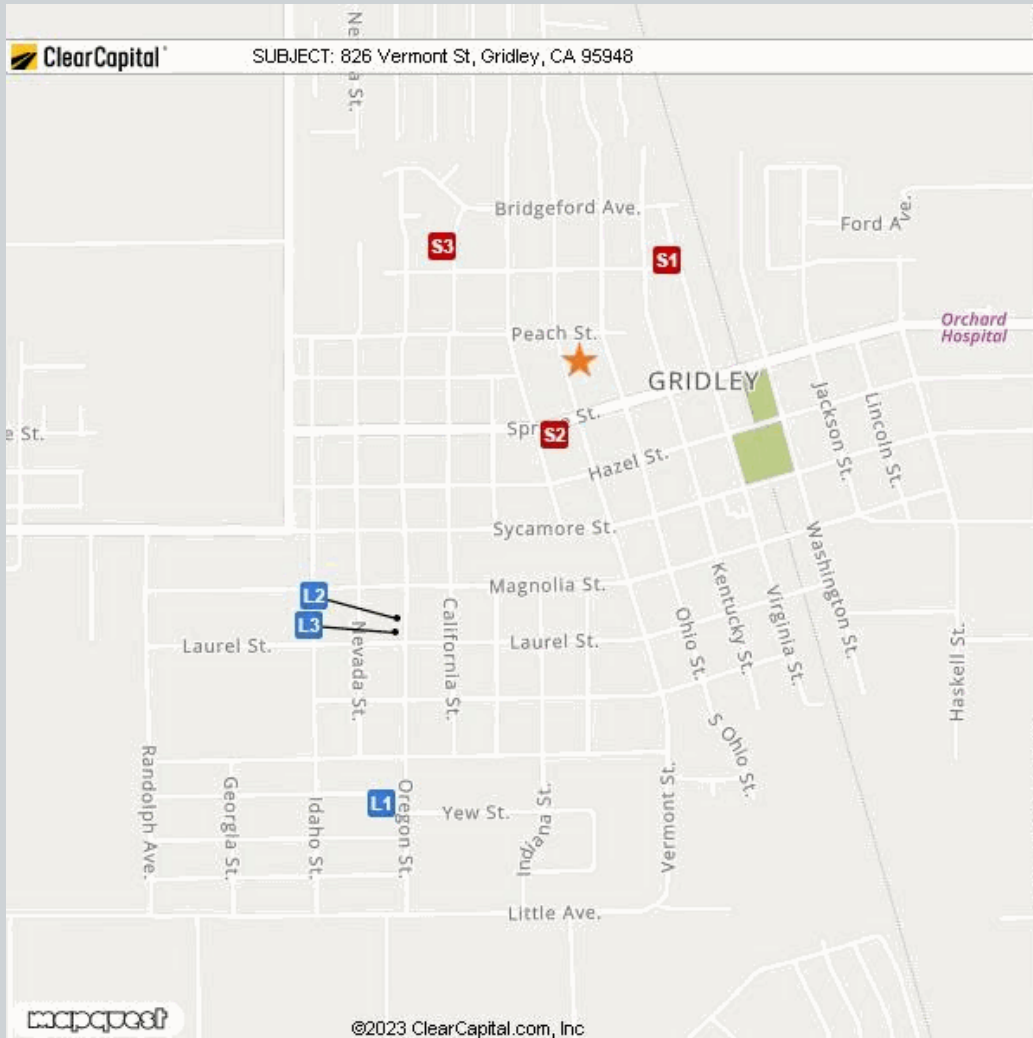 Ne
ClearCapital
SUBJECT: 826 Vermont St, Gridley, CA 95948
a St.
Bridgeford Ave.
Ford A
ve.
S3
S1
Orchard
Hospital
Peach St.
GRIDLEY
Jackson St.
Lincoln St.
e St.
St.
S2
Hazel St.
Sycamore St.
Washington St.
L2
Magnolia St.
Kentucky St.
Virginia St.
L3
California St.
Ohio St.
Nevada St.
Laurel St.
Laurel St.
Haskell St.
S Ohio St.
Randolph Ave.
Georgia St.
Idaho St.
L1
Oregon St.
Yew St.
Indiana St.
Vermont St.
Little Ave.
mapquest
©2023 ClearCapital.com, Inc